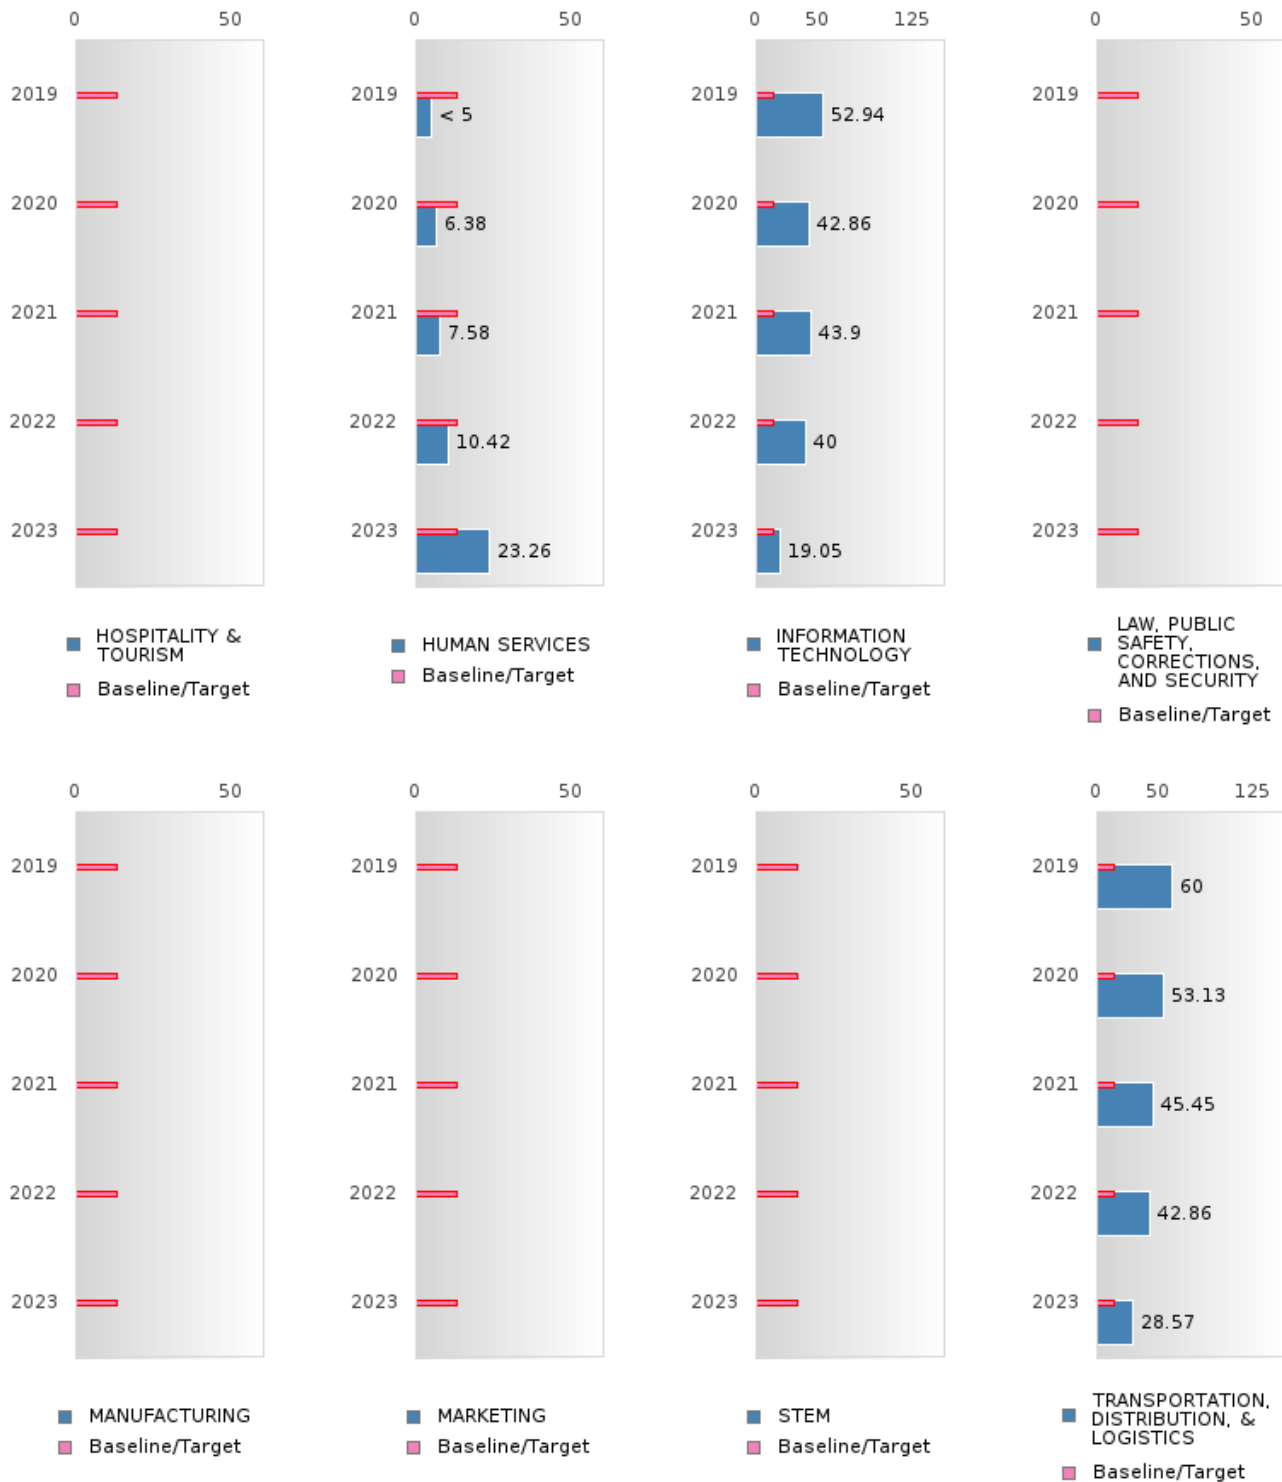 0 50
2019
2020
2021
2022
2023
HOSPITALITY &
TOURISM
Baseline/Target
0 50
2019
< 5
2020
6.38
2021
7.58
2022
10.42
2023
23.26
HUMAN SERVICES
Baseline/Target
0 50 125
2019
52.94
2020
42.86
2021
43.9
2022
40
2023
19.05
INFORMATION
TECHNOLOGY
Baseline/Target
0 50
2019
2020
2021
2022
2023
LAW, PUBLIC
SAFETY,
CORRECTIONS,
AND SECURITY
Baseline/Target
0 50
2019
2020
2021
2022
2023
MANUFACTURING
Baseline/Target
0 50
2019
2020
2021
2022
2023
MARKETING
Baseline/Target
0 50
2019
2020
2021
2022
2023
STEM
Baseline/Target
0 50 125
2019
60
2020
53.13
2021
45.45
2022
42.86
2023
28.57
TRANSPORTATION,
DISTRIBUTION, &
LOGISTICS
Baseline/Target